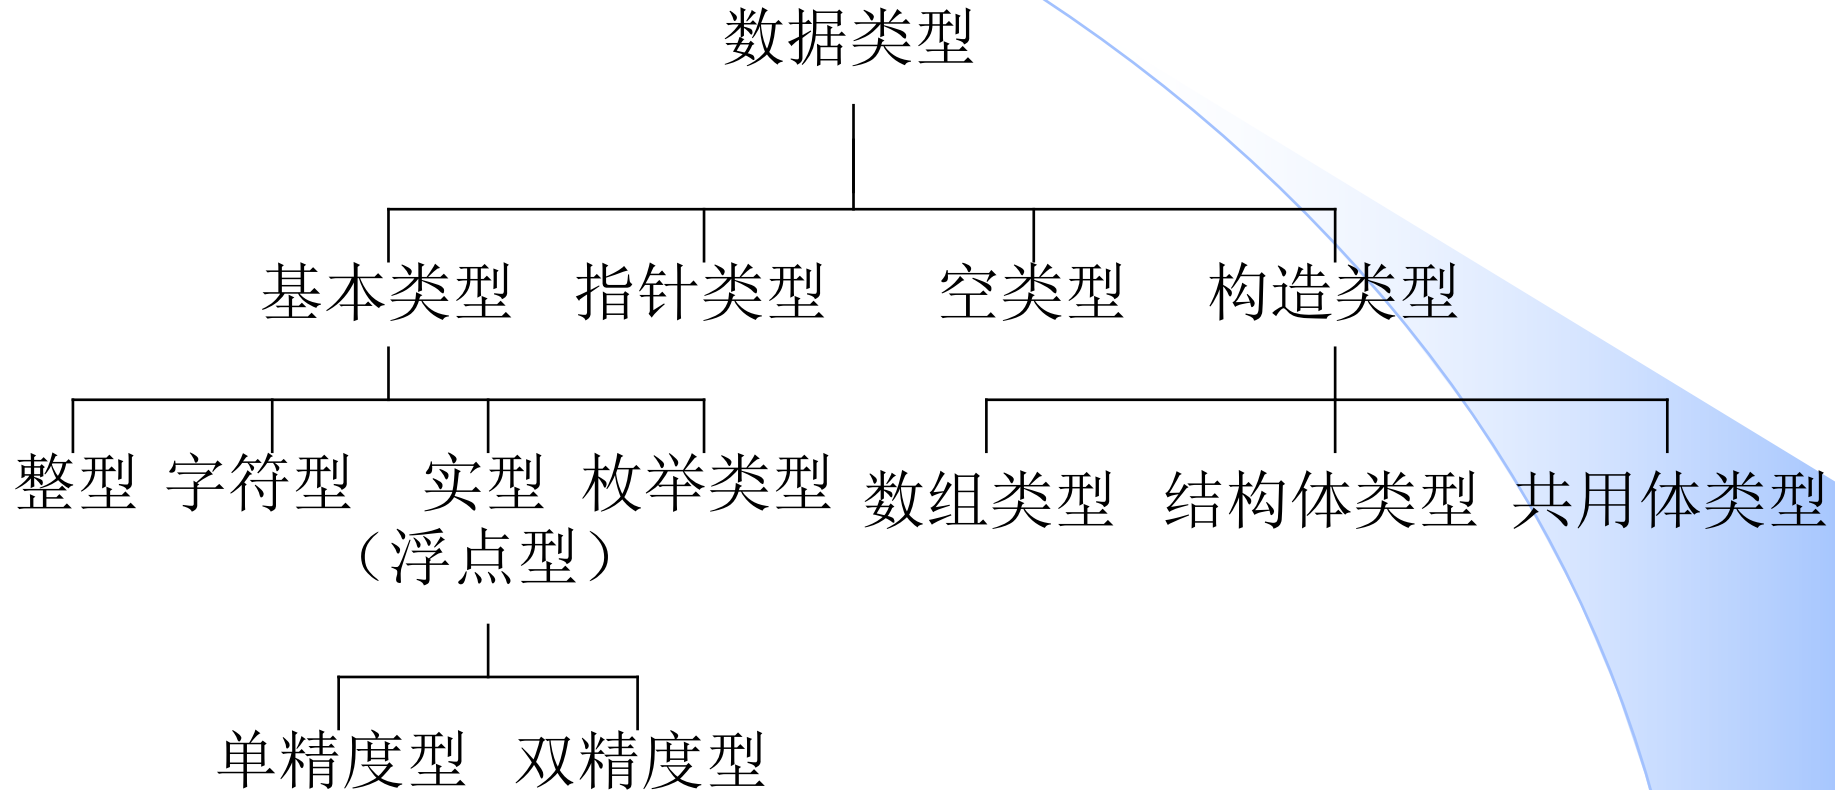 数据类型
基本类型 指针类型 空类型 构造类型
整型 字符型 实型 枚举类型 数组类型 结构体类型 共用体类型
（浮点型）
单精度型 双精度型